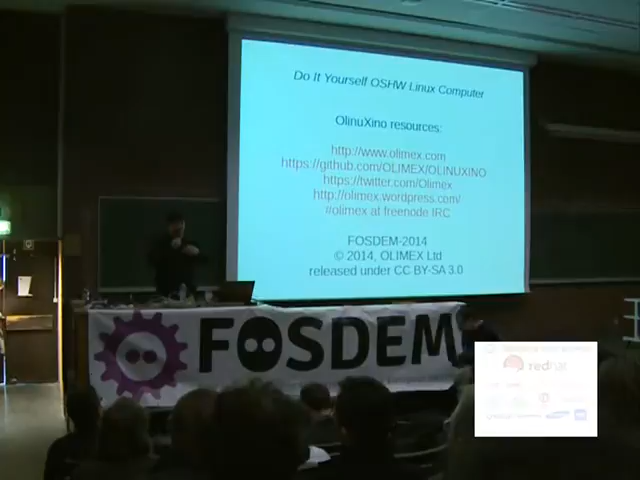 Do It Yourself OSHW Linux Computer
OlinuXino resources:
http://www.olimex.com
https://github.com/OLIMEX/OLINUXINO
https://twitter.com/Olimex
http://olimex.wordpress.com/
#olimex at freenode IRC
FOSDEM-2014
© 2014, OLIMEX Ltd
released under CC BY-SA 3.0
FOSDEM
redhat